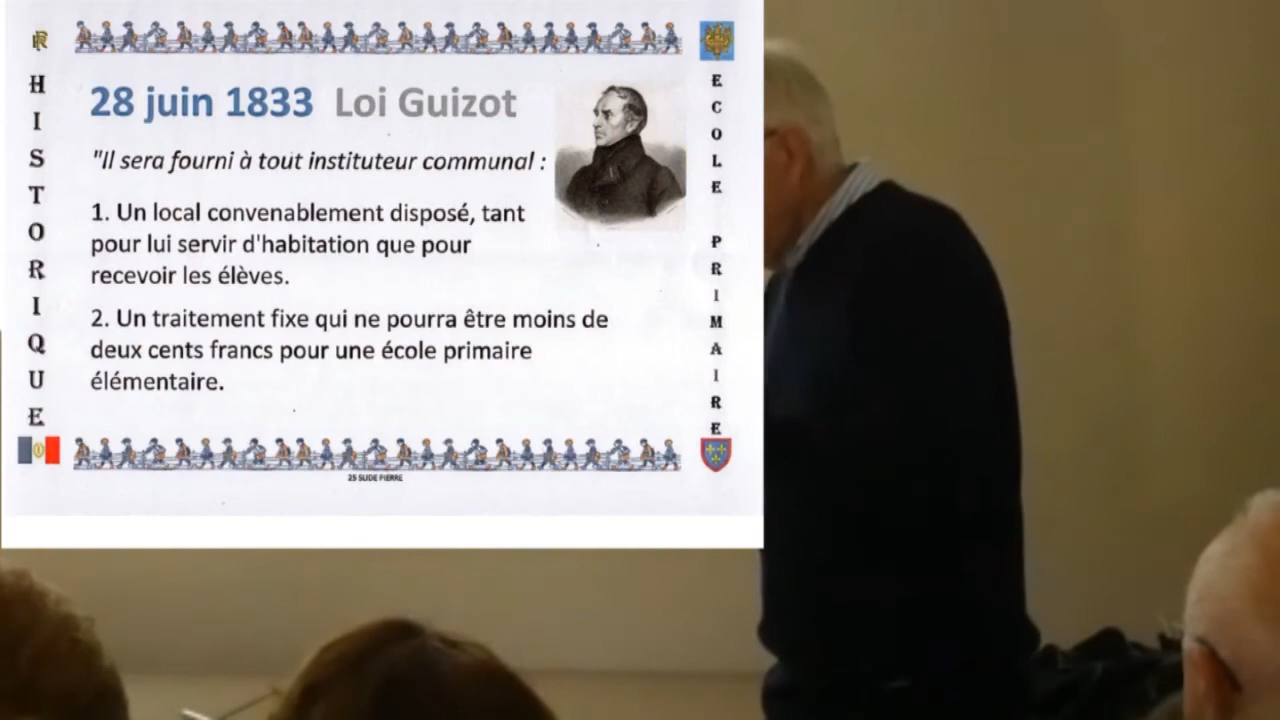 RF
HISTORIQUE
28 juin 1833 Loi Guizot
"Il sera fourni à tout instituteur communal :
1. Un local convenablement disposé, tant
pour lui servir d'habitation que pour
recevoir les élèves.
2. Un traitement fixe qui ne pourra être moins de
deux cents francs pour une école primaire
élémentaire.
25 SLIDE PIERRE
ECOLE PRIMAIRE